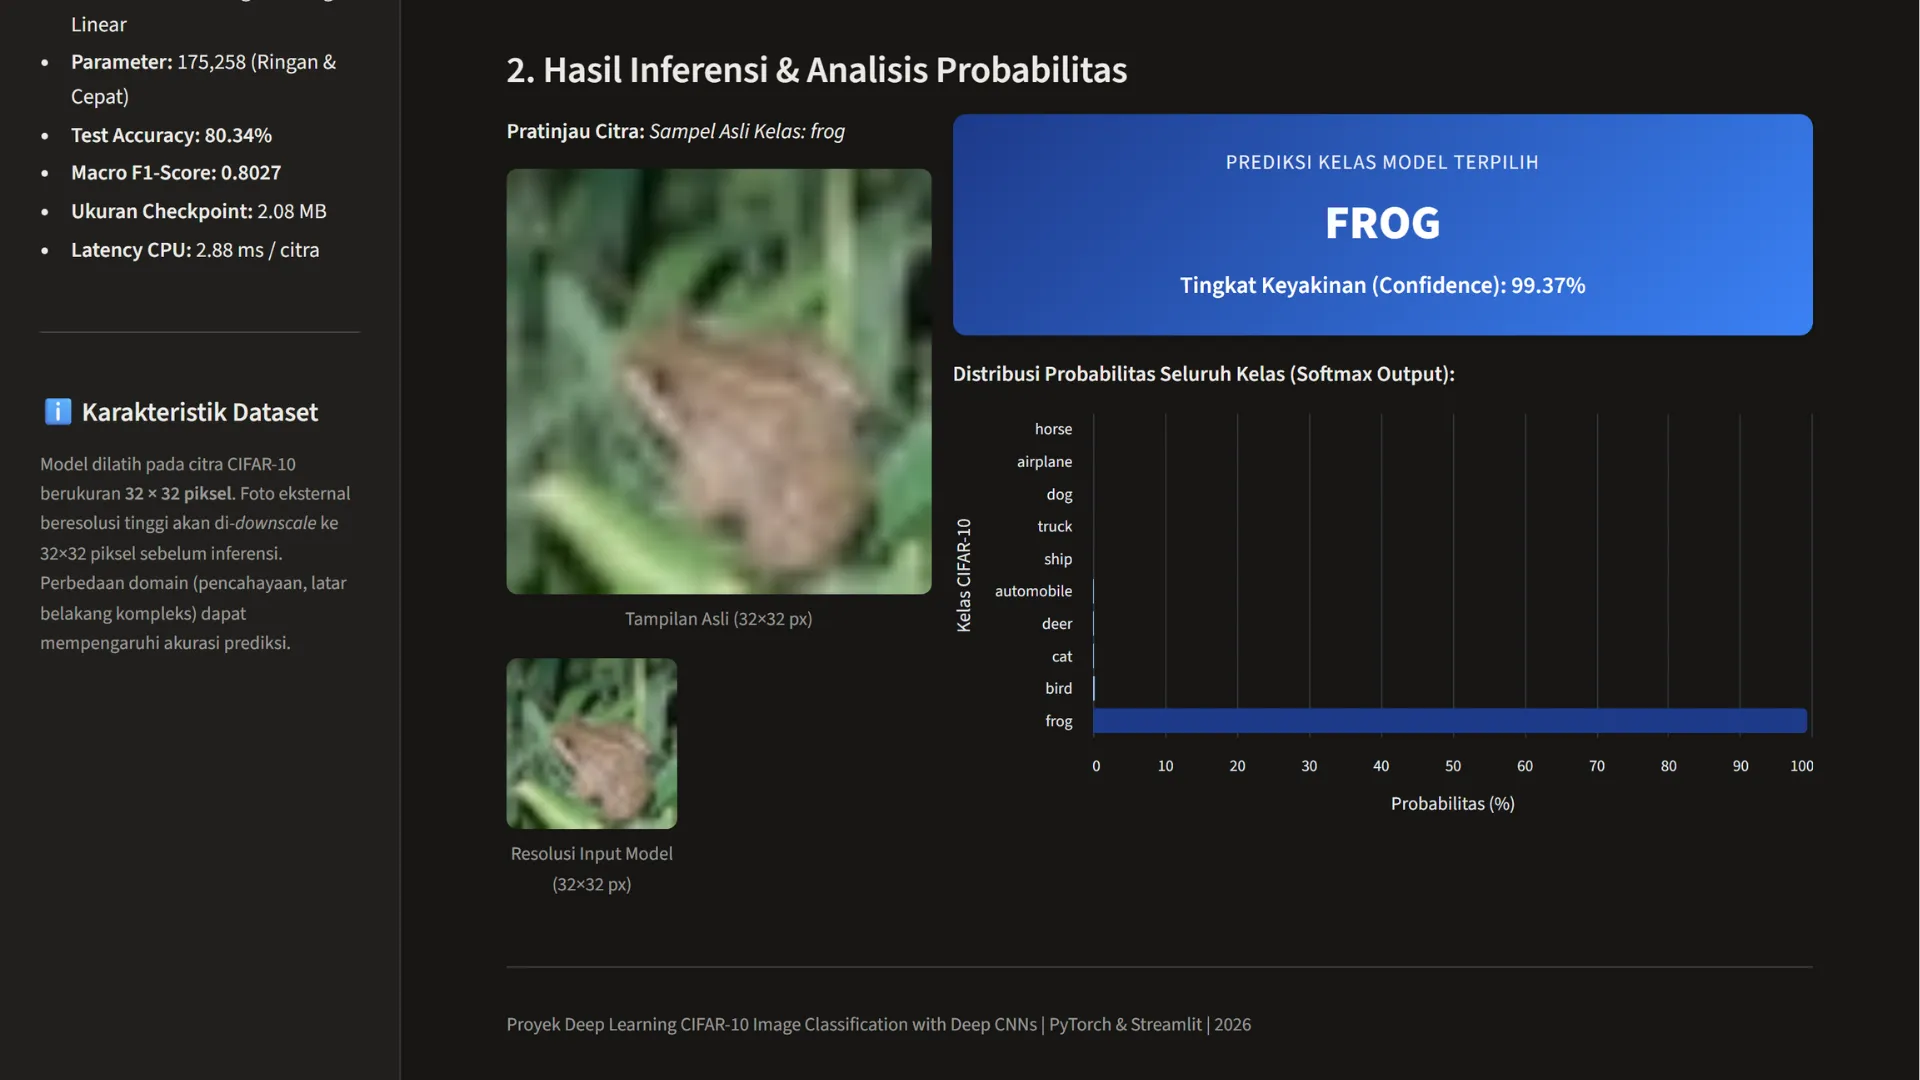 Linear
• Parameter: 175,258 (Ringan &
Cepat)
• Test Accuracy: 80.34%
• Macro F1-Score: 0.8027
• Ukuran Checkpoint: 2.08 MB
• Latency CPU: 2.88 ms / citra
Karakteristik Dataset
Model dilatih pada citra CIFAR-10
berukuran 32 × 32 piksel. Foto eksternal
beresolusi tinggi akan di-downscale ke
32×32 piksel sebelum inferensi.
Perbedaan domain (pencahayaan, latar
belakang kompleks) dapat
mempengaruhi akurasi prediksi.
2. Hasil Inferensi & Analisis Probabilitas
Pratinjau Citra: Sampel Asli Kelas: frog
Tampilan Asli (32×32 px)
Resolusi Input Model
(32×32 px)
PREDIKSI KELAS MODEL TERPILIH
FROG
Tingkat Keyakinan (Confidence): 99.37%
Distribusi Probabilitas Seluruh Kelas (Softmax Output):
Kelas CIFAR-10
horse
airplane
dog
truck
ship
automobile
deer
cat
bird
frog
0 10 20 30 40 50 60 70 80 90 100
Probabilitas (%)
Proyek Deep Learning CIFAR-10 Image Classification with Deep CNNs | PyTorch & Streamlit | 2026